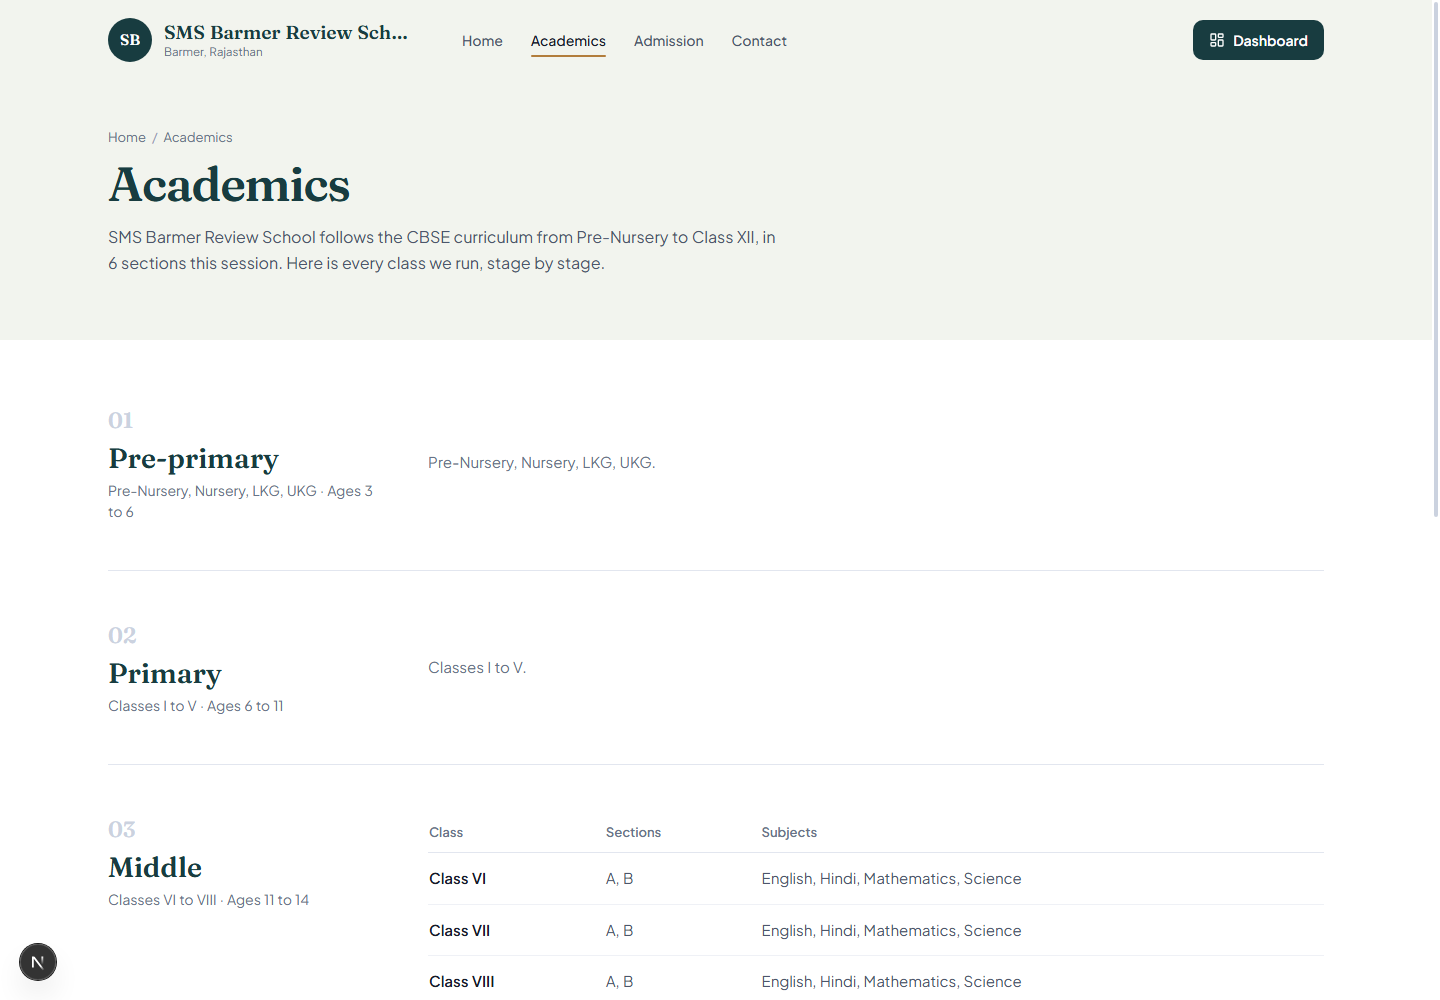 SB
SMS Barmer Review Sch...
Barmer, Rajasthan
Home
Academics
Admission
Contact
Dashboard
Home / Academics
Academics
SMS Barmer Review School follows the CBSE curriculum from Pre-Nursery to Class XII, in
6 sections this session. Here is every class we run, stage by stage.
01
Pre-primary
Pre-Nursery, Nursery, LKG, UKG · Ages 3
to 6
Pre-Nursery, Nursery, LKG, UKG.
02
Primary
Classes I to V · Ages 6 to 11
Classes I to V.
03
Middle
Classes VI to VIII · Ages 11 to 14
Class Sections Subjects
Class VI A, B English, Hindi, Mathematics, Science
Class VII A, B English, Hindi, Mathematics, Science
Class VIII A, B English, Hindi, Mathematics, Science
N